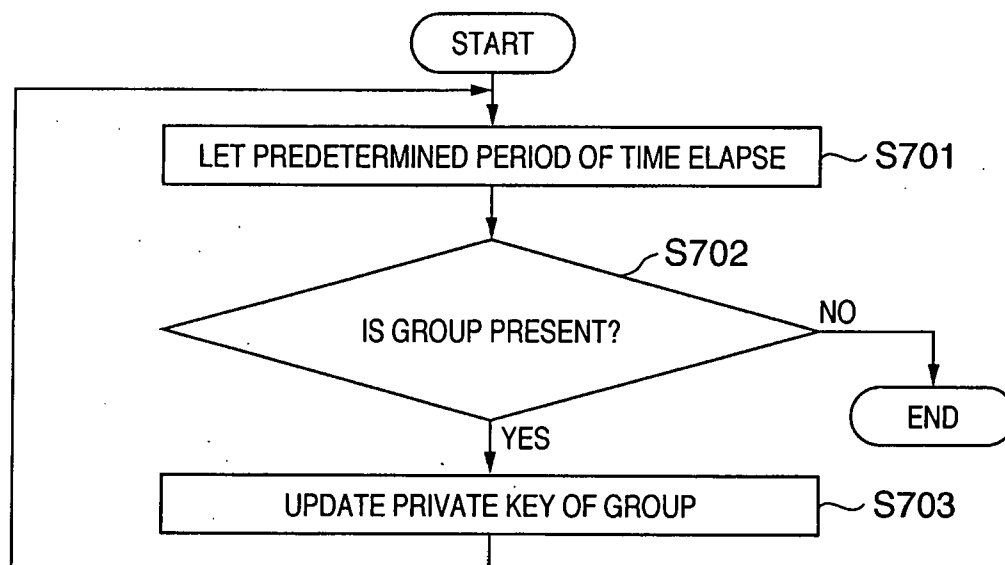 START
LET PREDETERMINED PERIOD OF TIME ELAPSE
S701
S702
IS GROUP PRESENT?
NO
END
YES
UPDATE PRIVATE KEY OF GROUP
S703